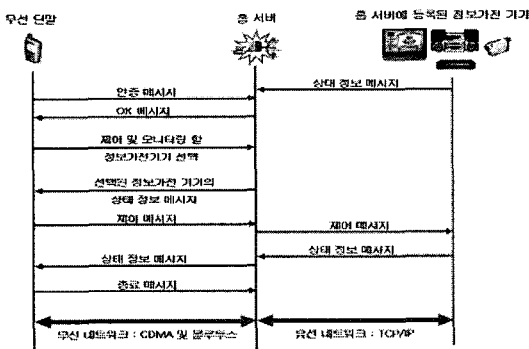 무선 단말
홈 서버
홈 서버에 등록된 정보가전 기기
인증 메시지
상태 정보 메시지
OK 메시지
제어 및 모니터링 할
정보가전기기 선택
선택된 정보가전 기기의
상태 정보 메시지
제어 메시지
제어 메시지
상태 정보 메시지
상태 정보 메시지
종료 메시지
무선 네트워크 : CDMA 및 블루투스
유선 네트워크 : TCP/IP